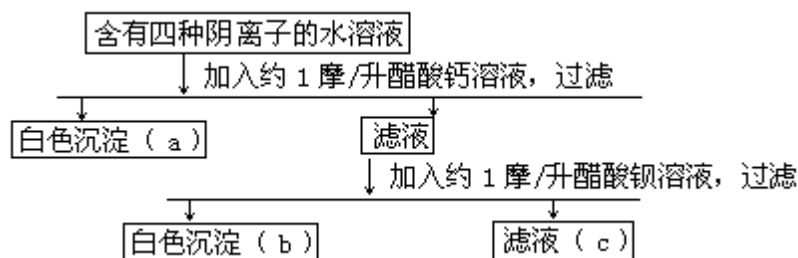 含有四种阴离子的水溶液
加入约1摩/升醋酸钙溶液，过滤
白色沉淀（a）
滤液
加入约1摩/升醋酸钡溶液，过滤
白色沉淀（b）
滤液（c）